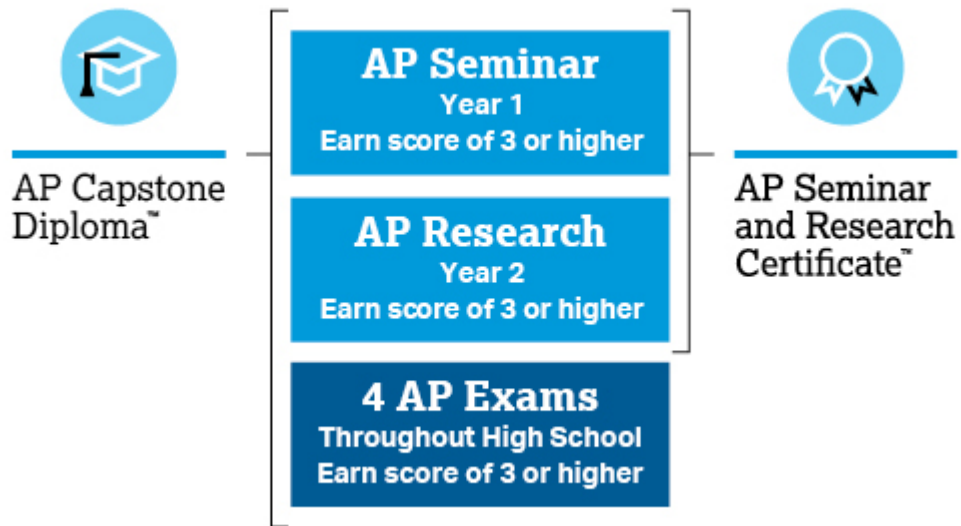 AP Capstone
Diploma™
AP Seminar
Year 1
Earn score of 3 or higher
AP Research
Year 2
Earn score of 3 or higher
4 AP Exams
Throughout High School
Earn score of 3 or higher
AP Seminar
and Research
Certificate™